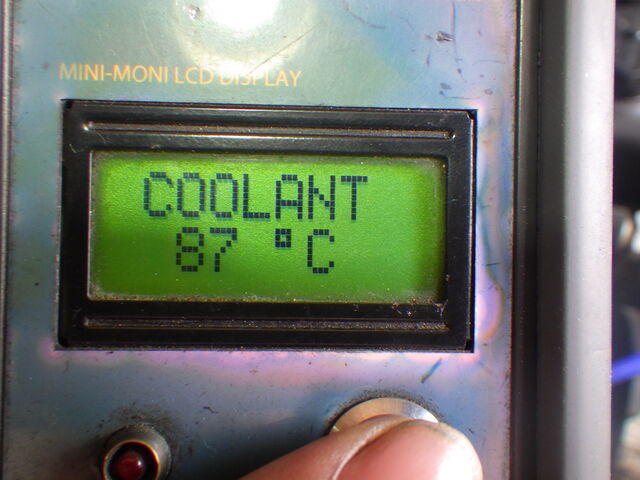 MINI-MONI LCD DISPLAY
COOLANT
87 °C